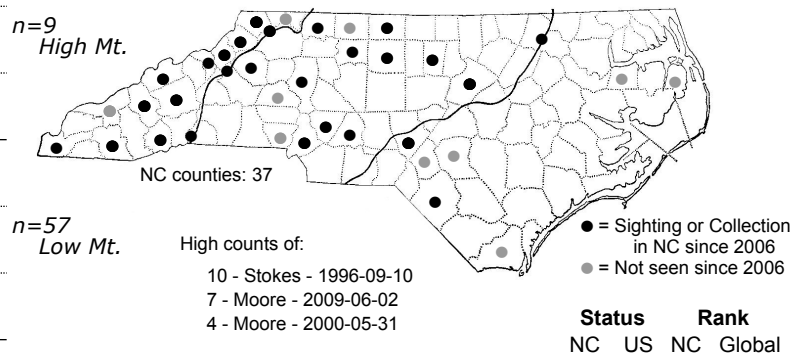 n=9
High Mt.
NC counties: 37
n=57
Low Mt.
High counts of:
10 - Stokes - 1996-09-10
7 - Moore - 2009-06-02
4 - Moore - 2000-05-31
= Sighting or Collection
in NC since 2006
= Not seen since 2006
Status Rank
NC US NC Global